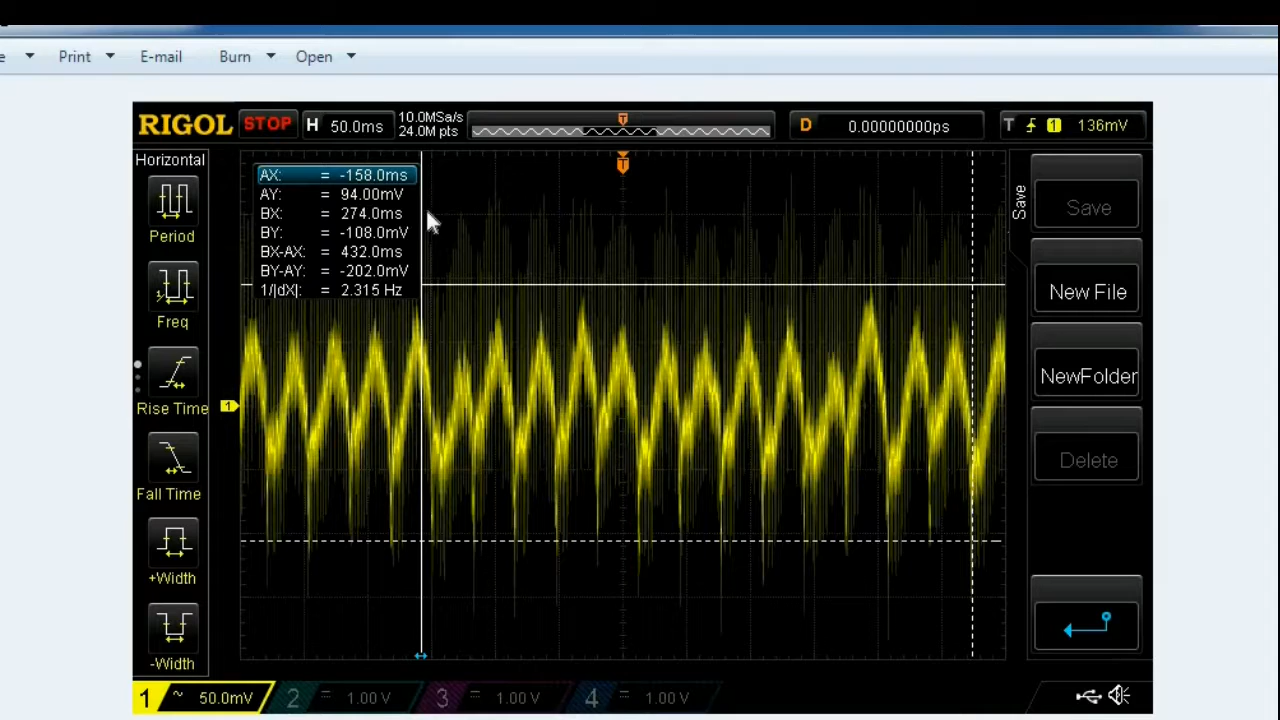 e Print E-mail Burn Open
RIGOL STOP H 50.0ms 10.0MSa/s 24.0M pts T D 0.00000000ps T 1 136mV
Horizontal
Period
Freq
Rise Time
Fall Time
+Width
-Width
AX: = -158.0ms
AY: = 94.00mV
BX: = 274.0ms
BY: = -108.0mV
BX-AX: = 432.0ms
BY-AY: = -202.0mV
1/|dX|: = 2.315 Hz
T
1
Save
Save
New File
NewFolder
Delete
1 ~ 50.0mV 2 = 1.00 V 3 = 1.00 V 4 = 1.00 V